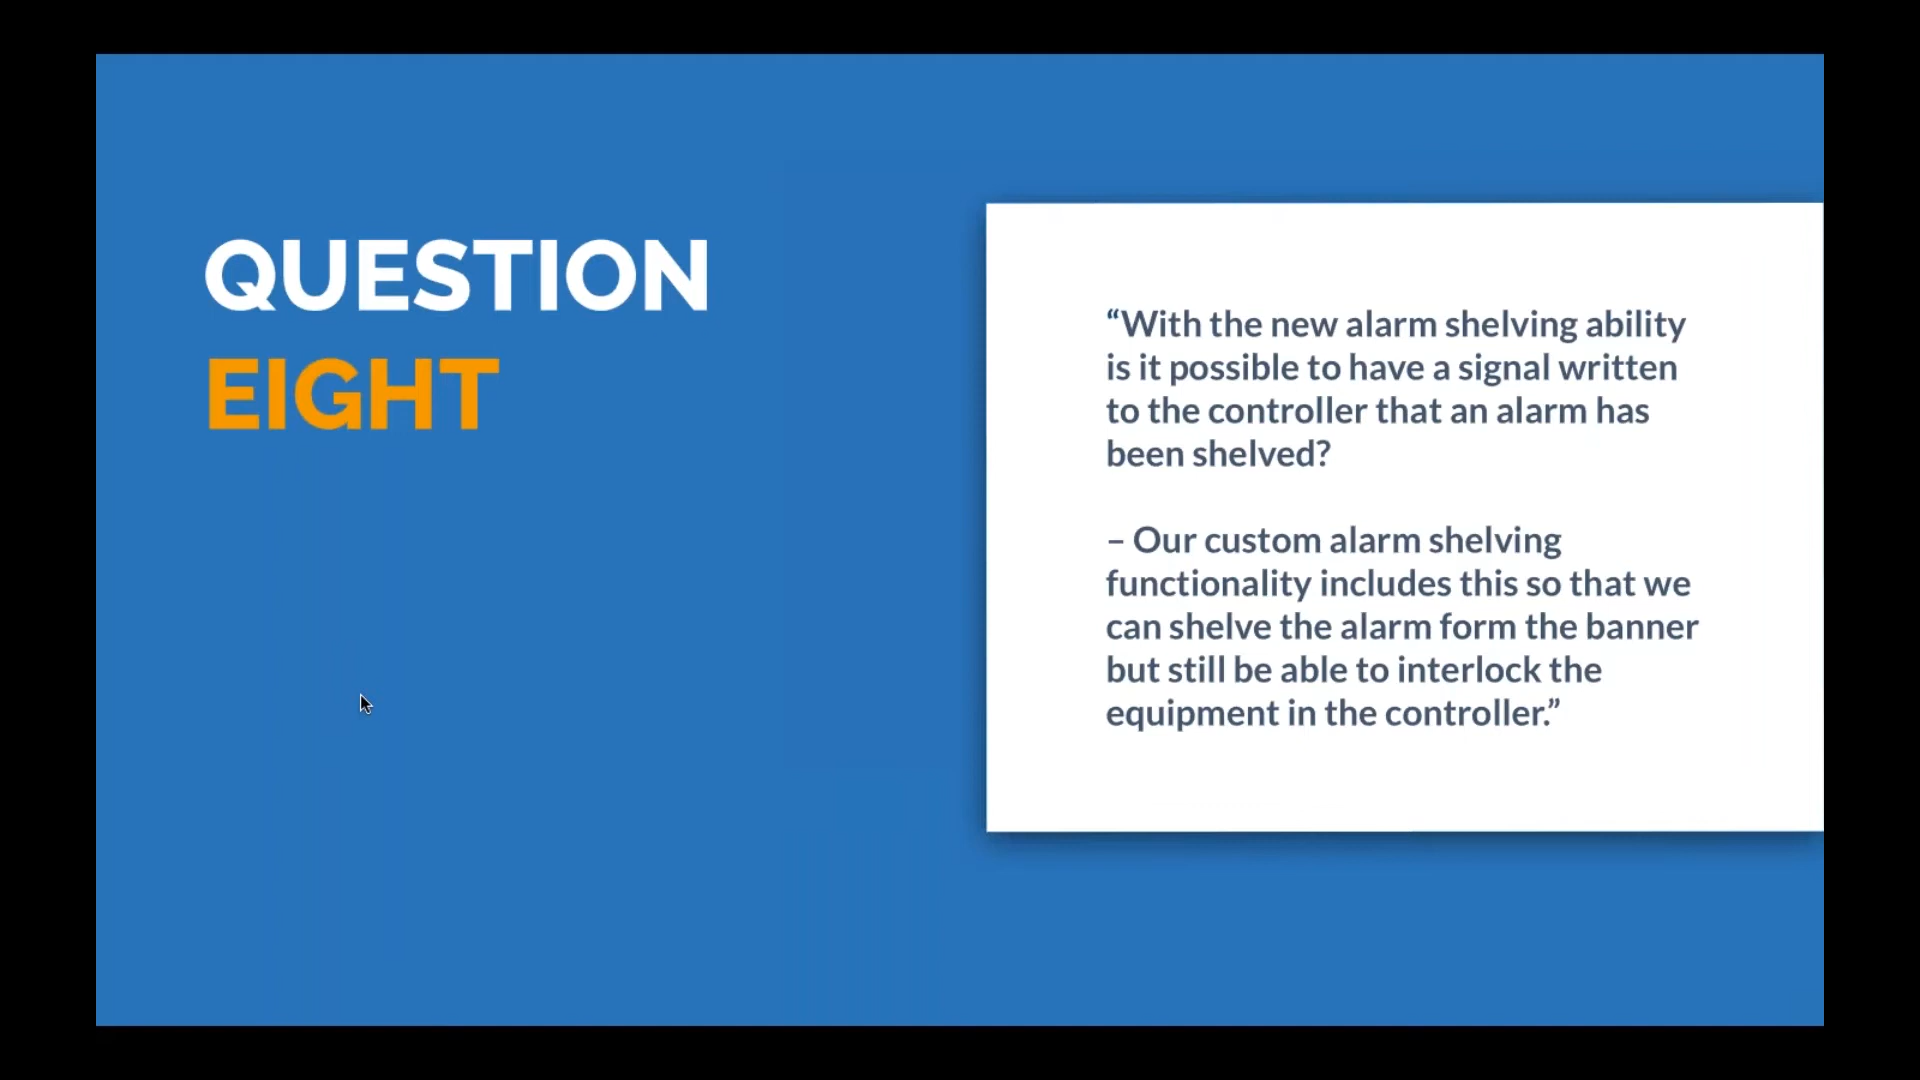 QUESTION
EIGHT
“With the new alarm shelving ability
is it possible to have a signal written
to the controller that an alarm has
been shelved?
– Our custom alarm shelving
functionality includes this so that we
can shelve the alarm form the banner
but still be able to interlock the
equipment in the controller.”